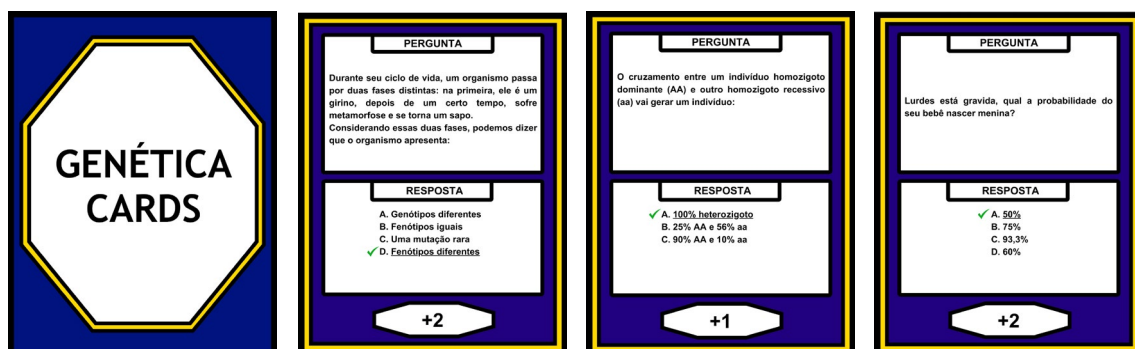 GENÉTICA
CARDS
PERGUNTA
Durante seu ciclo de vida, um organismo passa
por duas fases distintas: na primeira, ele é um
girino, depois de um certo tempo, sofre
metamorfose e se torna um sapo.
Considerando essas duas fases, podemos dizer
que o organismo apresenta:
RESPOSTA
A. Genótipos diferentes
B. Fenótipos iguais
C. Uma mutação rara
D. Fenótipos diferentes
+2
PERGUNTA
O cruzamento entre um indivíduo homozigoto
dominante (AA) e outro homozigoto recessivo
(aa) vai gerar um indivíduo:
RESPOSTA
A. 100% heterozigoto
B. 25% AA e 56% aa
C. 90% AA e 10% aa
+1
PERGUNTA
Lurdes está gravida, qual a probabilidade do
seu bebê nascer menina?
RESPOSTA
A. 50%
B. 75%
C. 93,3%
D. 60%
+2